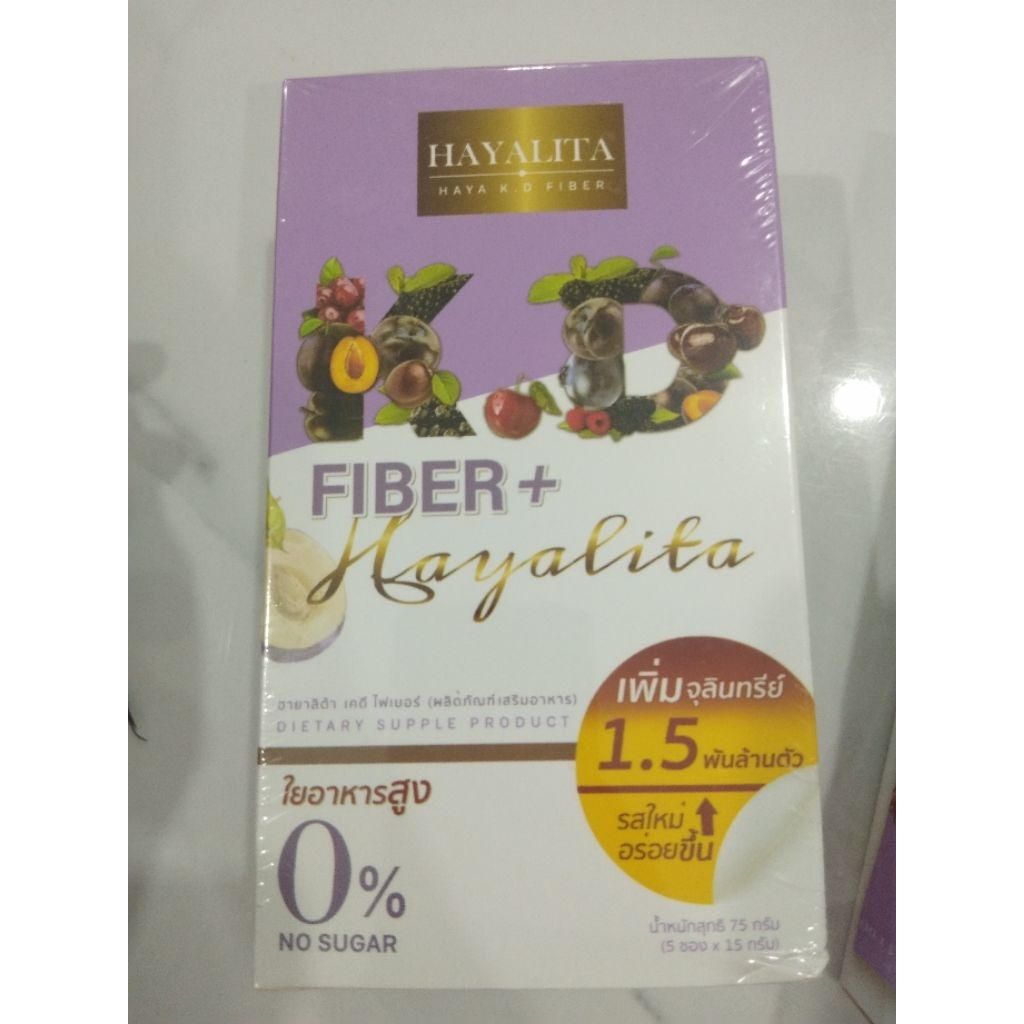 HAYALITA
HAYA K.D FIBER
K.D
FIBER+
Hayalita
ฮายาลิต้า เคดี ไฟเบอร์ (ผลิตภัณฑ์เสริมอาหาร)
DIETARY SUPPLE PRODUCT
เพิ่มจุลินทรีย์
1.5 พันล้านตัว
รสใหม่
อร่อยขึ้น
ใยอาหารสูง
0%
NO SUGAR
น้ำหนักสุทธิ 75 กรัม
(5 ซอง x 15 กรัม)